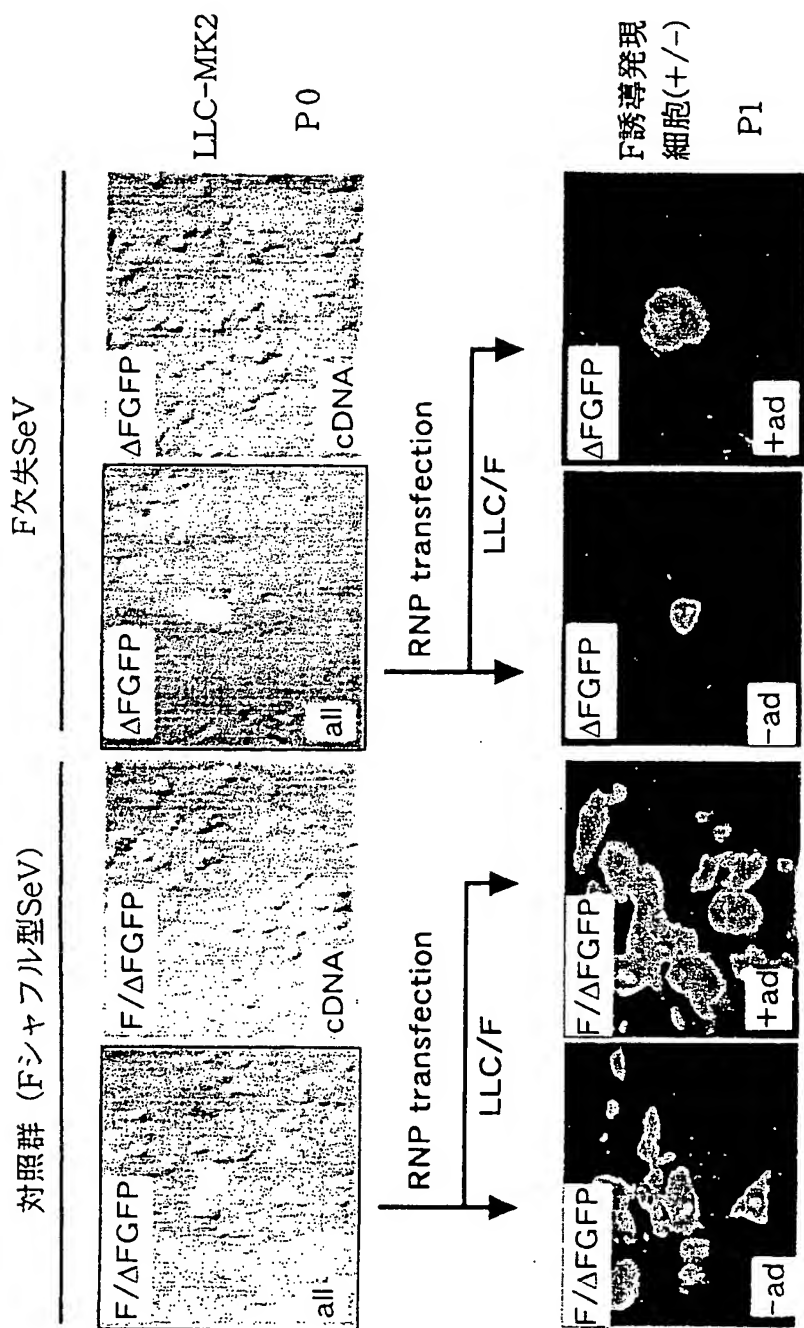 対照群 (Fシャフル型SeV)
F欠失SeV
F/ΔFGFP
all
F/ΔFGFP
cDNA
ΔFGFP
all
ΔFGFP
cDNA
LLC-MK2
P0
RNP transfection
LLC/F
RNP transfection
LLC/F
F/ΔFGFP
-ad
F/ΔFGFP
+ad
ΔFGFP
-ad
ΔFGFP
+ad
F誘導発現
細胞(+/-)
P1